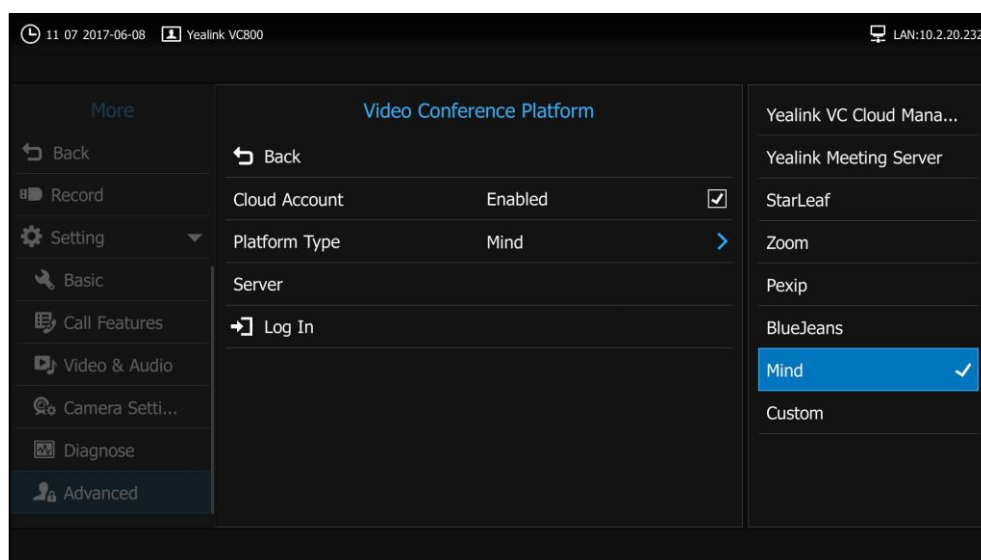 11 07 2017-06-08 Yealink VC800 LAN:10.2.20.232
More
Back
Record
Setting
Basic
Call Features
Video & Audio
Camera Setti...
Diagnose
Advanced
Video Conference Platform
Back
Cloud Account Enabled
Platform Type Mind
Server
Log In
Yealink VC Cloud Mana...
Yealink Meeting Server
StarLeaf
Zoom
Pexip
BlueJeans
Mind
Custom